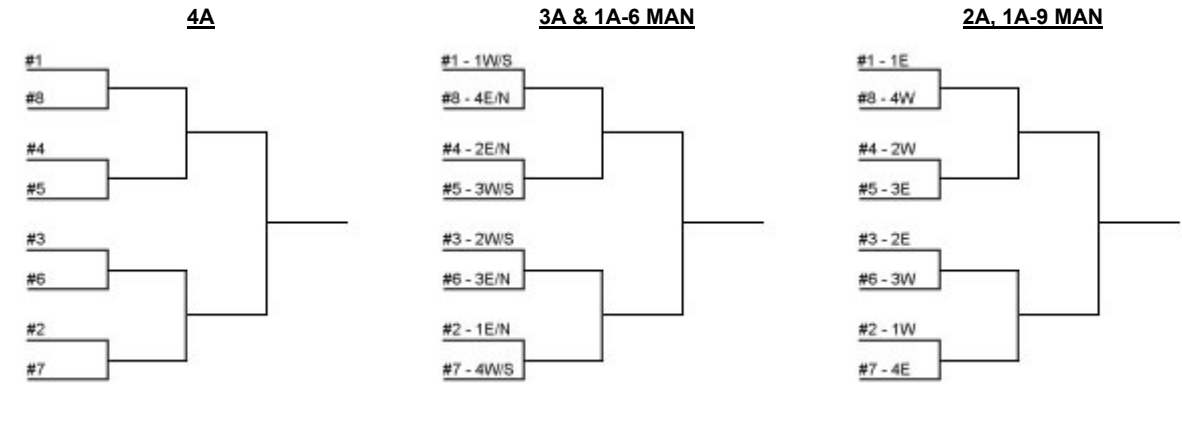 4A
#1
#8
#4
#5
#3
#6
#2
#7
3A & 1A-6 MAN
#1 - 1W/S
#8 - 4E/N
#4 - 2E/N
#5 - 3W/S
#3 - 2W/S
#6 - 3E/N
#2 - 1E/N
#7 - 4W/S
2A, 1A-9 MAN
#1 - 1E
#8 - 4W
#4 - 2W
#5 - 3E
#3 - 2E
#6 - 3W
#2 - 1W
#7 - 4E